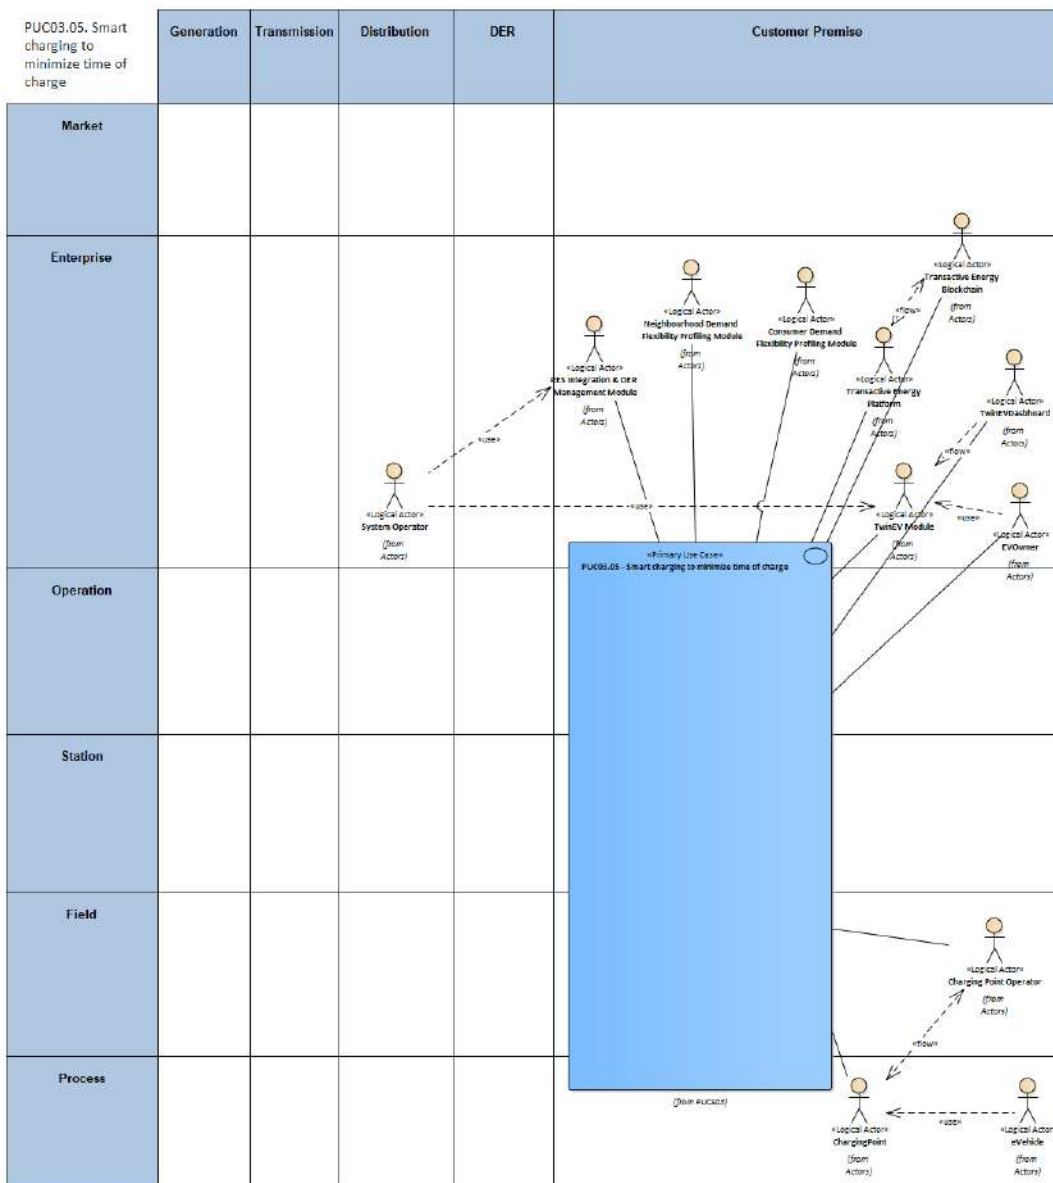 PUC03.05. Smart
charging to
minimize time of
charge
Generation
Transmission
Distribution
DER
Customer Premise
Market
Enterprise
«Logical Actor»
Transactive Energy
Blockchain
(from
Actors)
«flow»
«Logical Actor»
Neighbourhood Demand
Flexibility Profiling Module
(from
Actors)
«Logical Actor»
Consumer Demand
Flexibility Profiling Module
(from
Actors)
«Logical Actor»
RES Integration & DER
Management Module
(from
Actors)
«Logical Actor»
Transactive Energy
Platform
(from
Actors)
«Logical Actor»
TwinEVDashboard
(from
Actors)
«use»
«flow»
«Logical Actor»
System Operator
(from
Actors)
«use»
«Logical Actor»
TwinEV Module
(from
Actors)
«use»
«Logical Actor»
EVOwner
(from
Actors)
«Primary Use Case»
PUC03.05 - Smart charging to minimize time of charge
Operation
Station
Field
«Logical Actor»
Charging Point Operator
(from
Actors)
«flow»
Process
(from PUCs03)
«Logical Actor»
ChargingPoint
(from
Actors)
«use»
«Logical Actor»
eVehicle
(from
Actors)